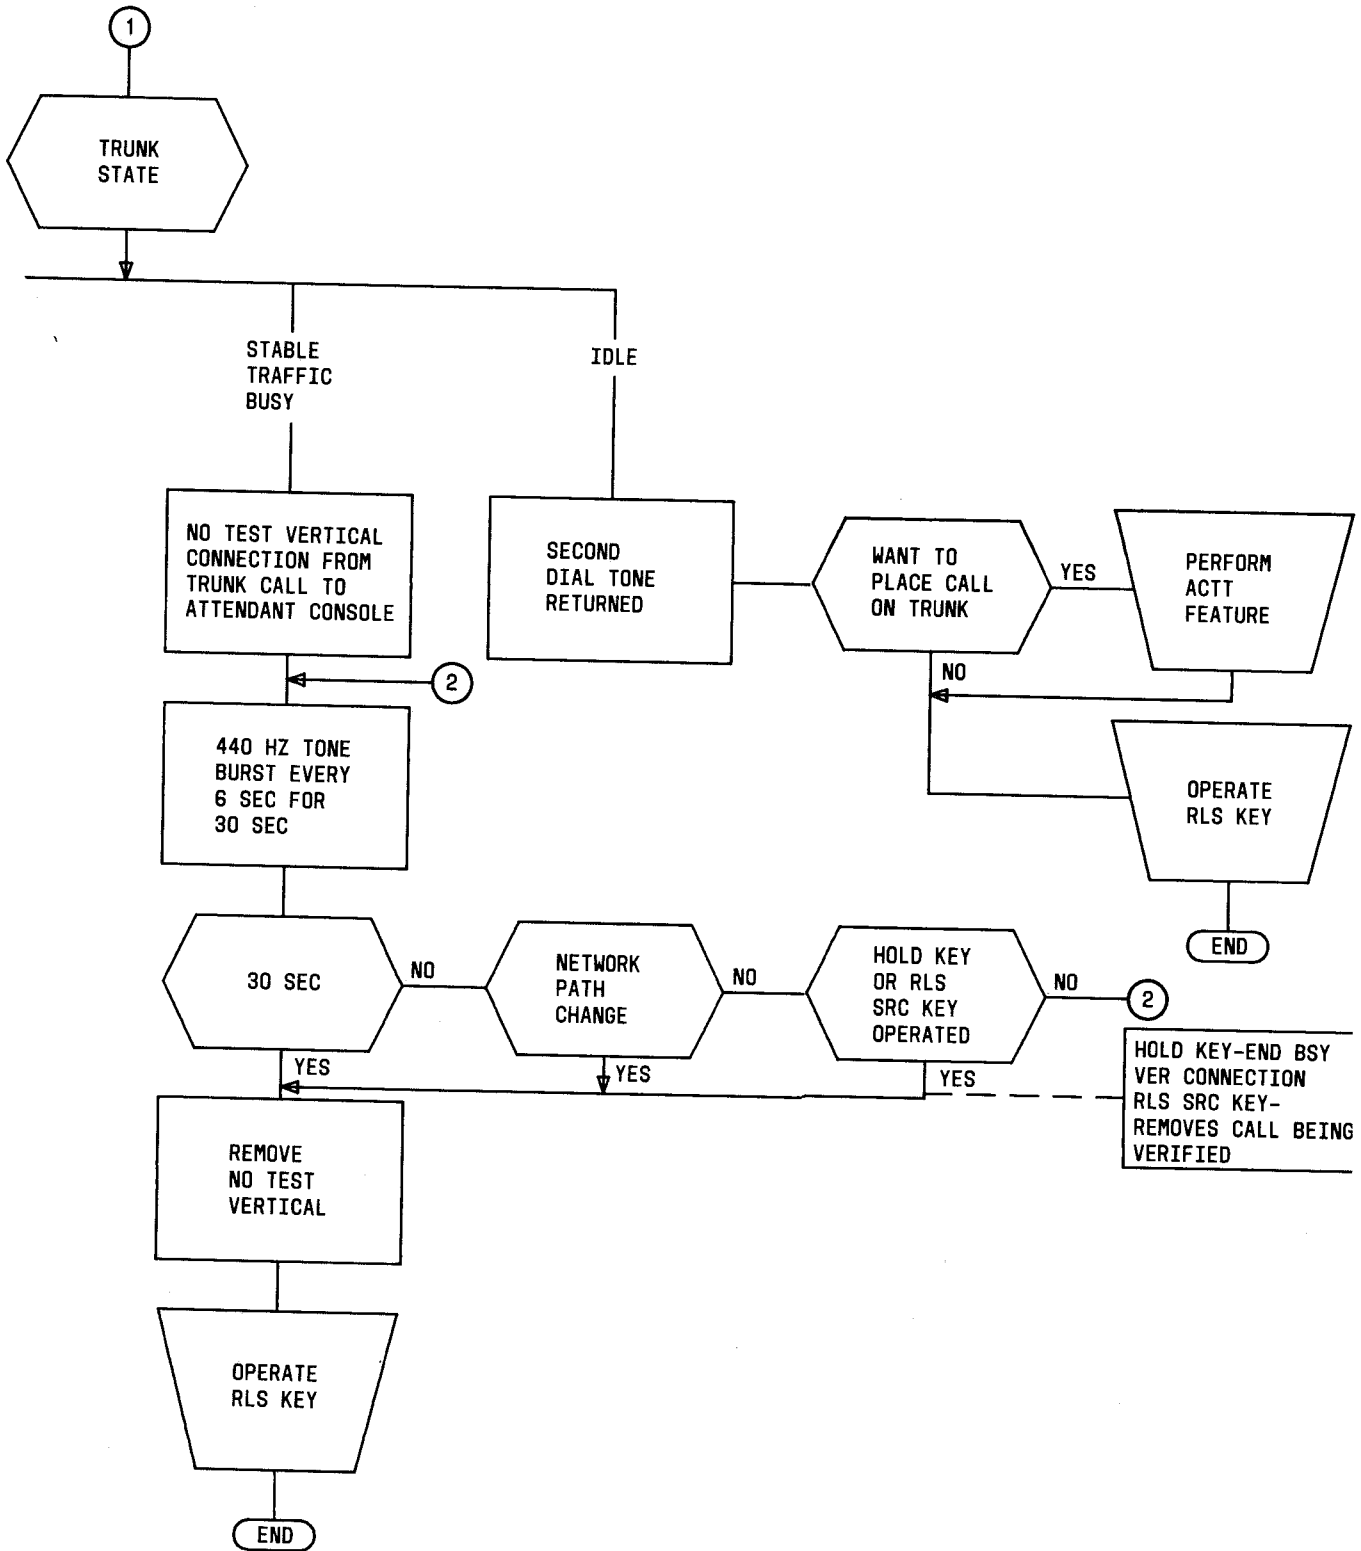 1
TRUNK
STATE
STABLE
TRAFFIC
BUSY
IDLE
NO TEST VERTICAL
CONNECTION FROM
TRUNK CALL TO
ATTENDANT CONSOLE
SECOND
DIAL TONE
RETURNED
WANT TO
PLACE CALL
ON TRUNK
YES
PERFORM
ACTT
FEATURE
NO
2
440 HZ TONE
BURST EVERY
6 SEC FOR
30 SEC
OPERATE
RLS KEY
END
30 SEC
NO
NETWORK
PATH
CHANGE
NO
HOLD KEY
OR RLS
SRC KEY
OPERATED
NO
2
YES
YES
YES
HOLD KEY-END BSY
VER CONNECTION
RLS SRC KEY-
REMOVES CALL BEING
VERIFIED
REMOVE
NO TEST
VERTICAL
OPERATE
RLS KEY
END